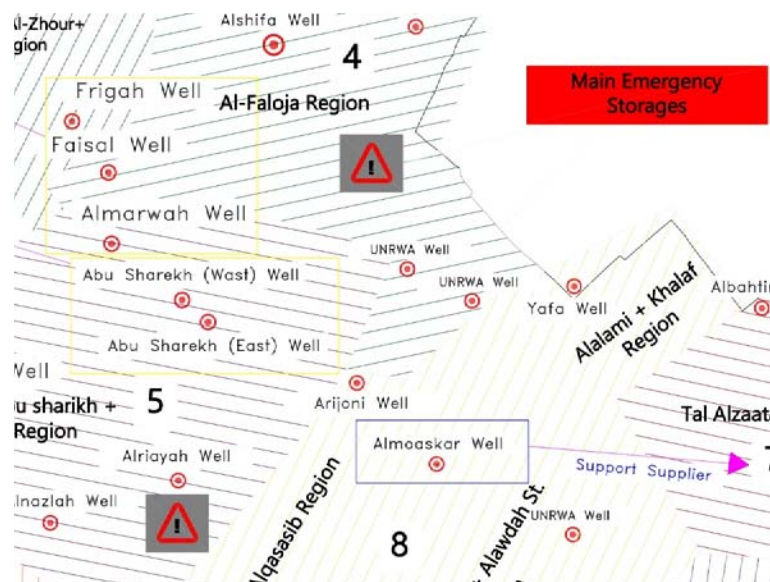 Al-Zhour+
gion
Alshifa Well
4
Main Emergency
Storages
Frigah Well
Al-Faloja Region
Faisal Well
!
Almarwah Well
UNRWA Well
Abu Sharekh (Wast) Well
UNRWA Well
Yafa Well
Alalami + Khalaf
Region
Albahtin
Abu Sharekh (East) Well
Well
u sharikh +
Region
5
Arijoni Well
Tal Alzaat
Almoaskar Well
Support Supplier
7
Alriayah Well
Alqasasib Region
Alawdah St.
lnazlah Well
!
UNRWA Well
8